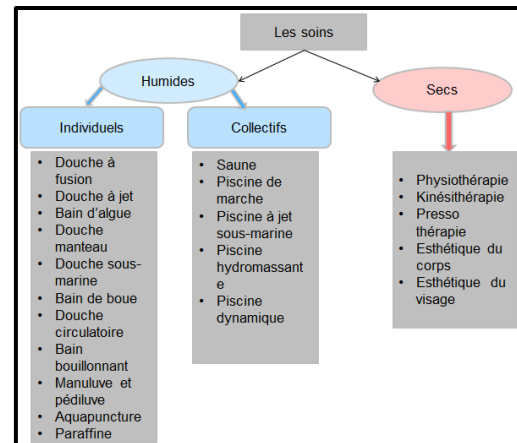 Les soins
Humides
Secs
Individuels
Collectifs
• Douche à
fusion
• Douche à jet
• Bain d'algue
• Douche
manteau
• Douche sous-
marine
• Bain de boue
• Douche
circulatoire
• Bain
bouillonnant
• Manuluve et
pédiluve
• Aquapuncture
• Paraffine
• Saune
• Piscine de
marche
• Piscine à jet
sous-marine
• Piscine
hydromassant
e
• Piscine
dynamique
• Physiothérapie
• Kinésithérapie
• Presso
thérapie
• Esthétique du
corps
• Esthétique du
visage